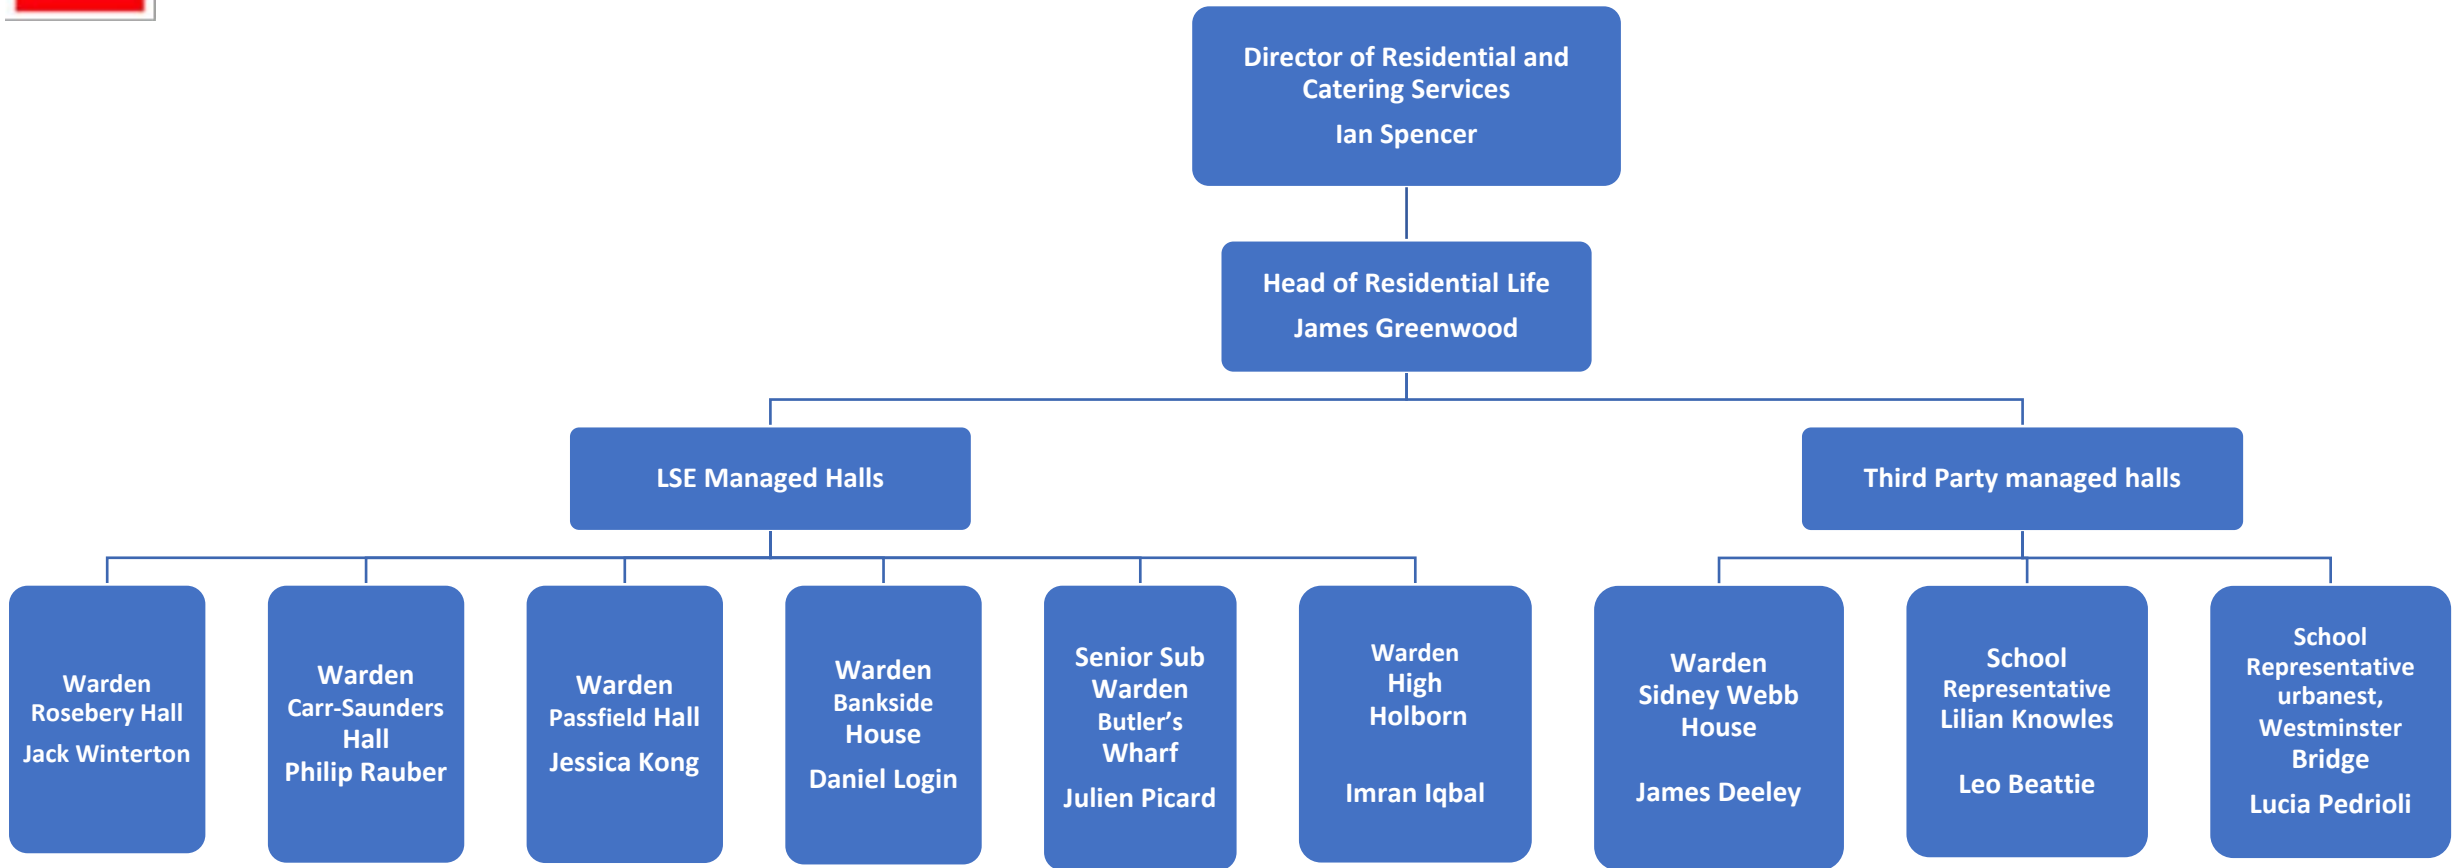 Director of Residential and
Catering Services
Ian Spencer
Head of Residential Life
James Greenwood
LSE Managed Halls
Third Party managed halls
Warden
Rosebery Hall
Jack Winterton
Warden
Carr-Saunders
Hall
Philip Rauber
Warden
Passfield Hall
Jessica Kong
Warden
Bankside
House
Daniel Login
Senior Sub
Warden
Butler’s
Wharf
Julien Picard
Warden
High
Holborn
Imran Iqbal
Warden
Sidney Webb
House
James Deeley
School
Representative
Lilian Knowles
Leo Beattie
School
Representative
urbanest,
Westminster
Bridge
Lucia Pedrioli